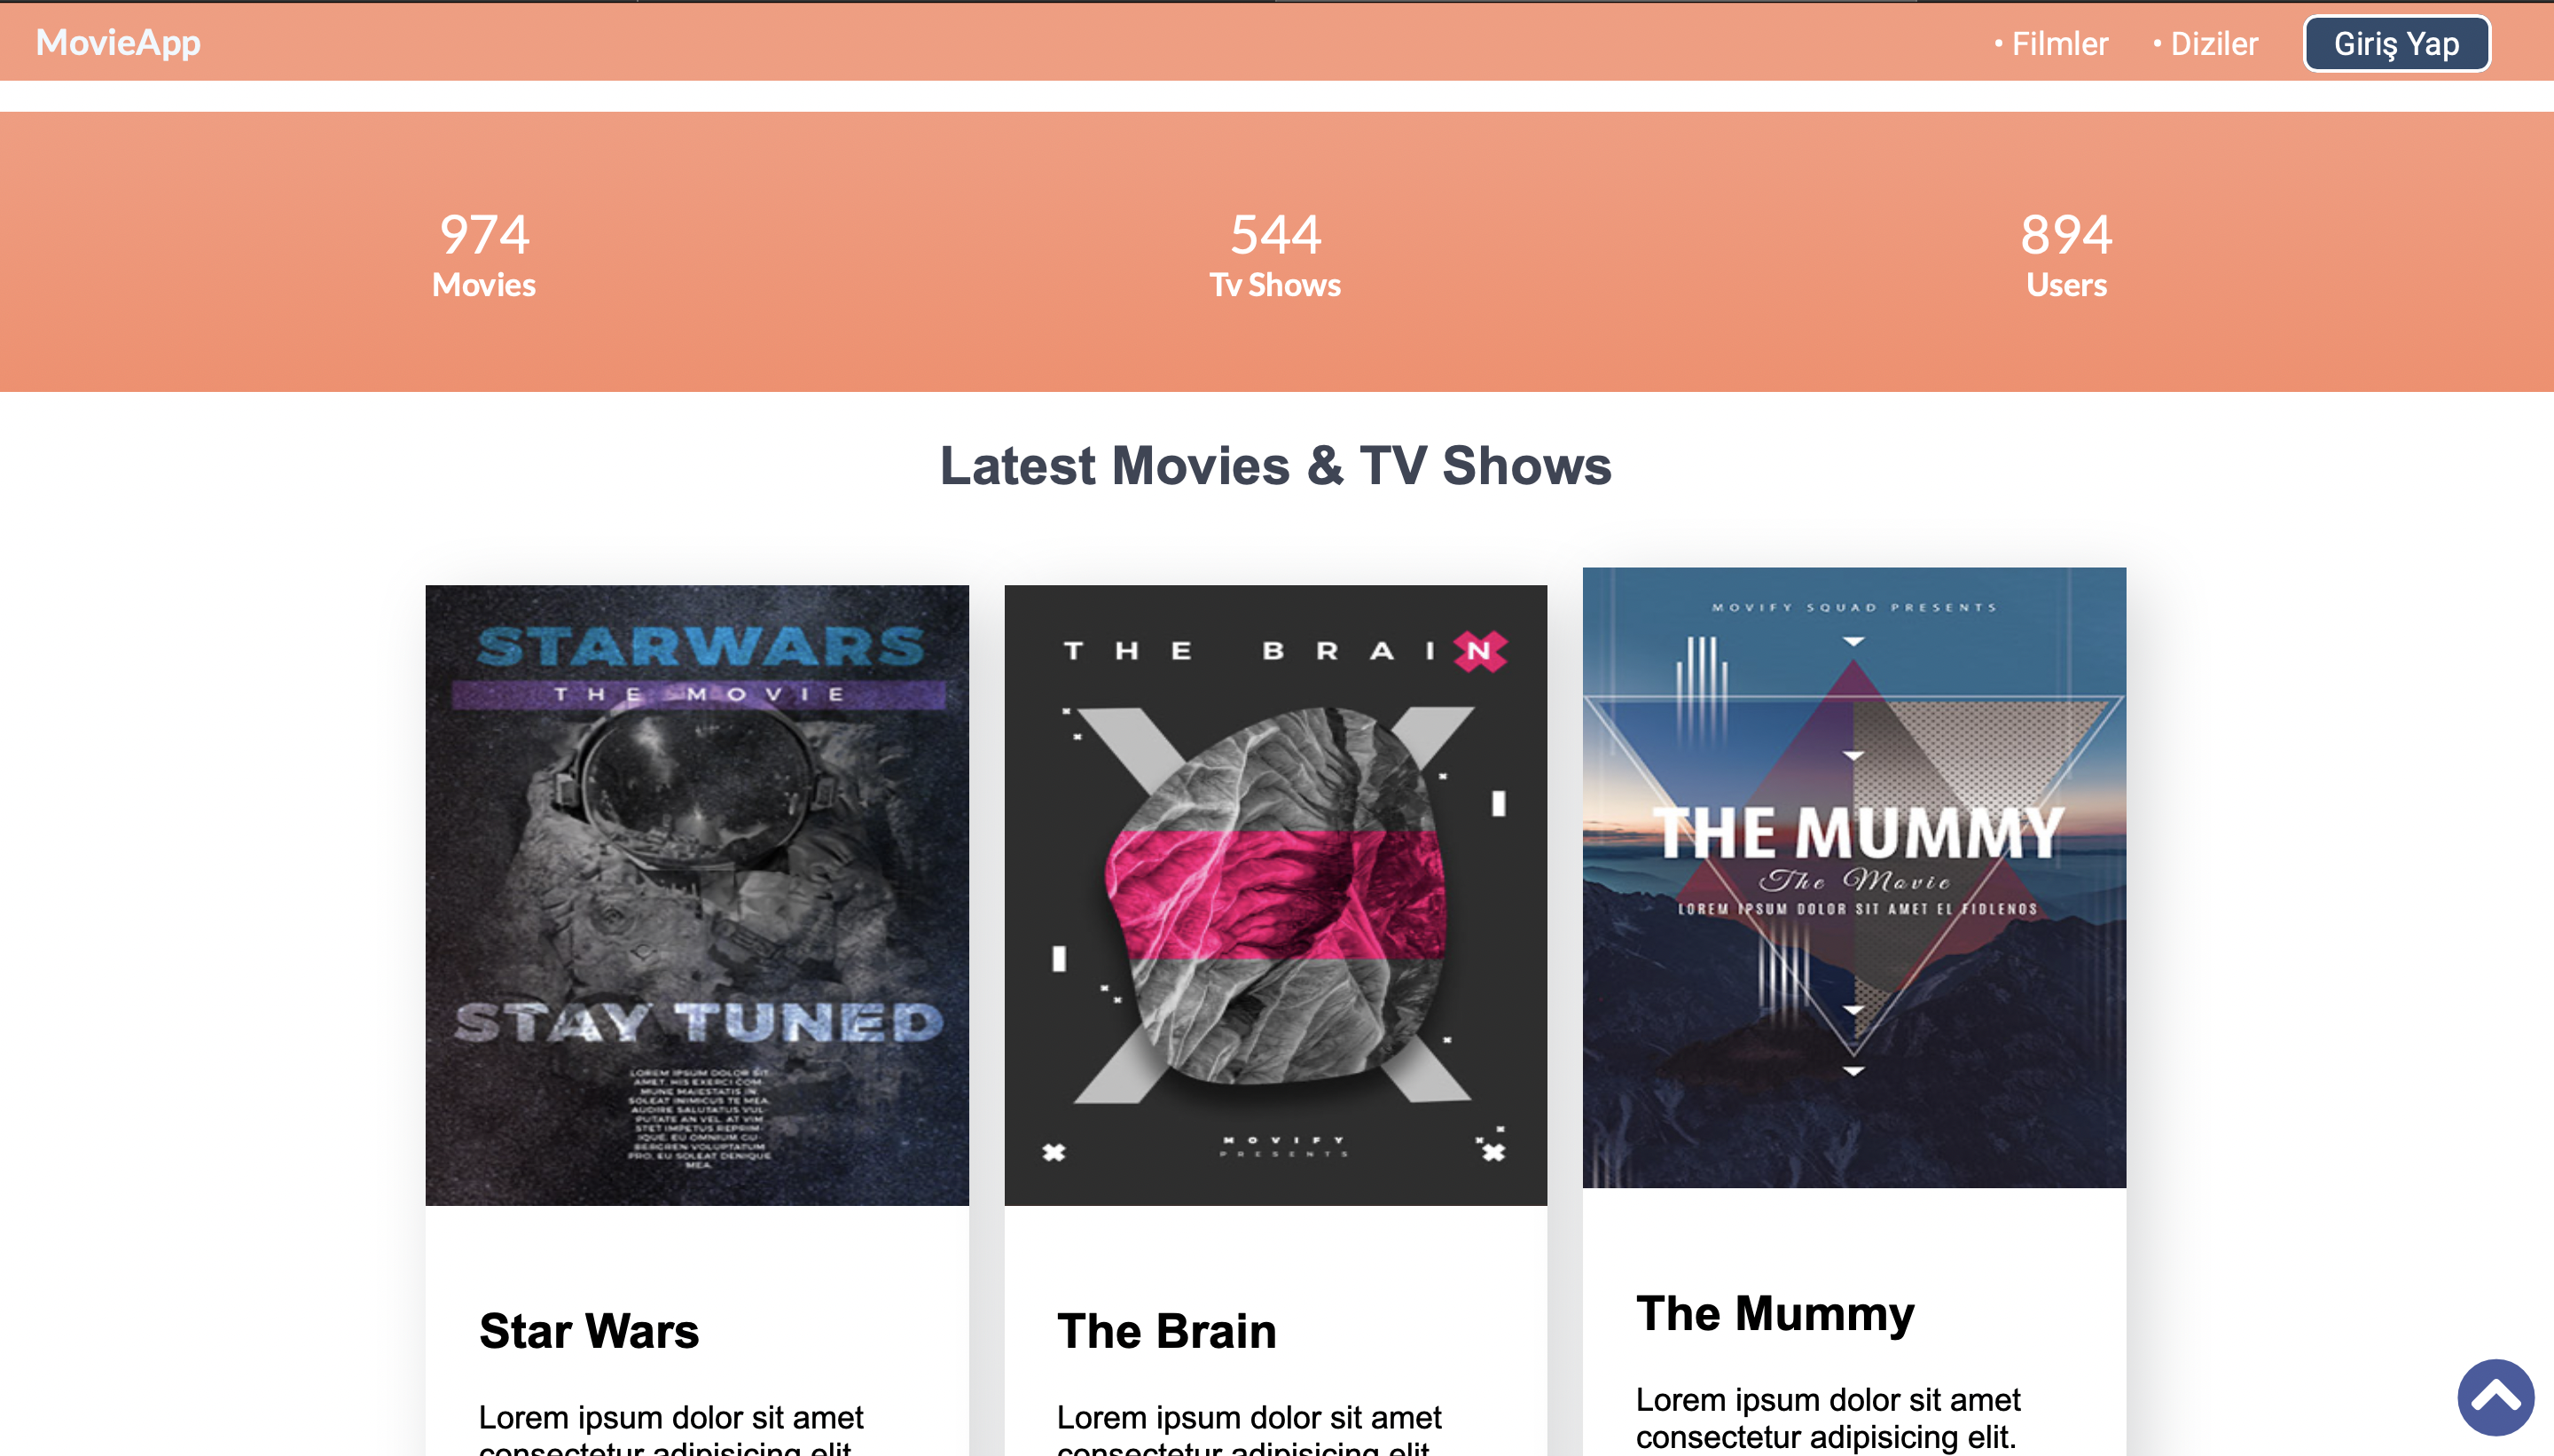 MovieApp
• Filmler
• Diziler
Giriş Yap
974
Movies
544
Tv Shows
894
Users
Latest Movies & TV Shows
STARWARS
THE MOVIE
STAY TUNED
LOREM IPSUM DOLOR SIT
AMET, HIS EXERCI COM
MUNE MAIESTATIS IN.
SOLEAT INIMICUS TE MEA.
AUDIRE SALUTATUS VUL-
PUTATE AN VEL. AT VIM
STET IMPETUS REPRIM-
IQUE. EU OMNIUM CU
VOLUPTATUM
PRO. EU SOLEAT DENIQUE
MEA.
THE BRAIN
MOVIFY
PRESENTS
MOVIFY SQUAD PRESENTS
THE MUMMY
The Movie
LOREM IPSUM DOLOR SIT AMET EL FIDLENOS
Star Wars
Lorem ipsum dolor sit amet
consectetur adipisicing elit.
The Brain
Lorem ipsum dolor sit amet
consectetur adipisicing elit.
The Mummy
Lorem ipsum dolor sit amet
consectetur adipisicing elit.